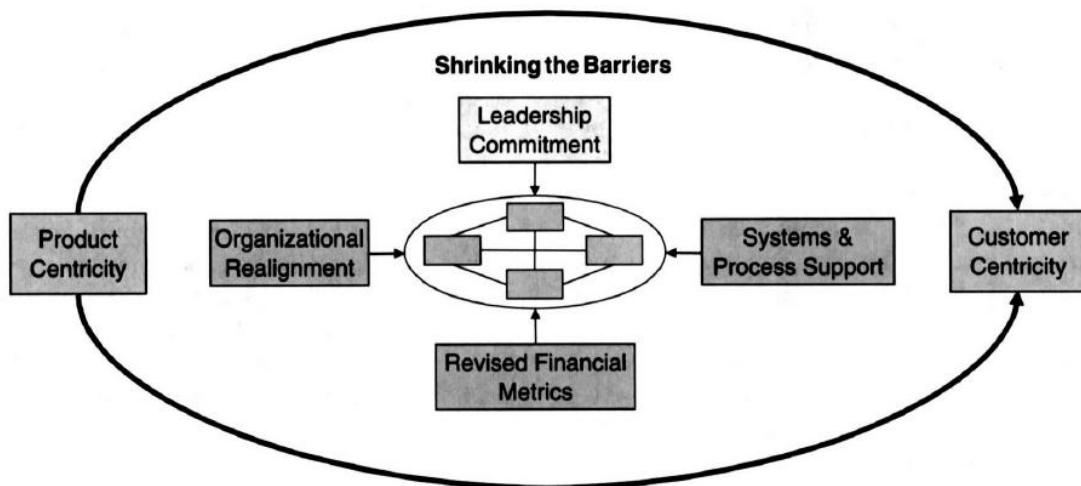 Shrinking the Barriers
Leadership
Commitment
Product
Centricity
Organizational
Realignment
Systems &
Process Support
Customer
Centricity
Revised Financial
Metrics